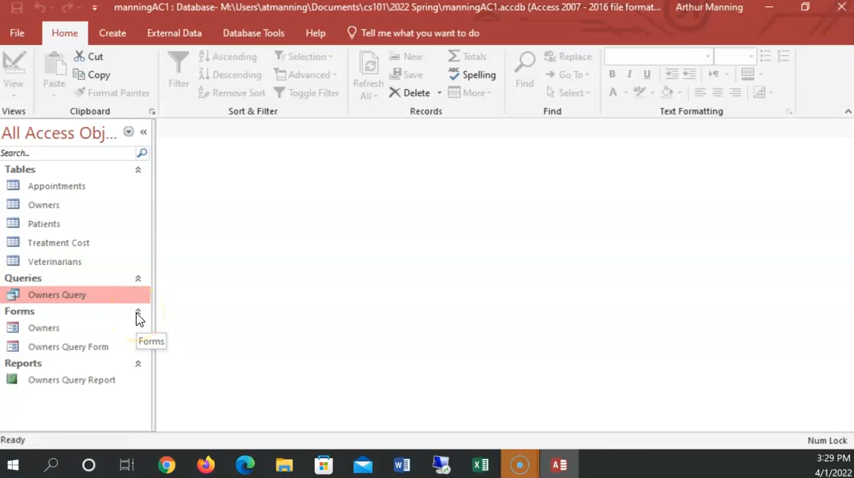 manningAC1 : Database- M:\Users\atmanning\Documents\cs101\2022 Spring\manningAC1.accdb (Access 2007 - 2016 file format... Arthur Manning
File Home Create External Data Database Tools Help Tell me what you want to do
View Paste Cut Copy Format Painter Filter Ascending Descending Remove Sort Selection Advanced Toggle Filter Refresh All New Save Delete Totals Spelling More Find Replace Go To Select B I U A
Views Clipboard Sort & Filter Records Find Text Formatting
All Access Obj...
Search...
Tables
Appointments
Owners
Patients
Treatment Cost
Veterinarians
Queries
Owners Query
Forms
Owners
Forms
Owners Query Form
Reports
Owners Query Report
Ready Num Lock
3:29 PM
4/1/2022